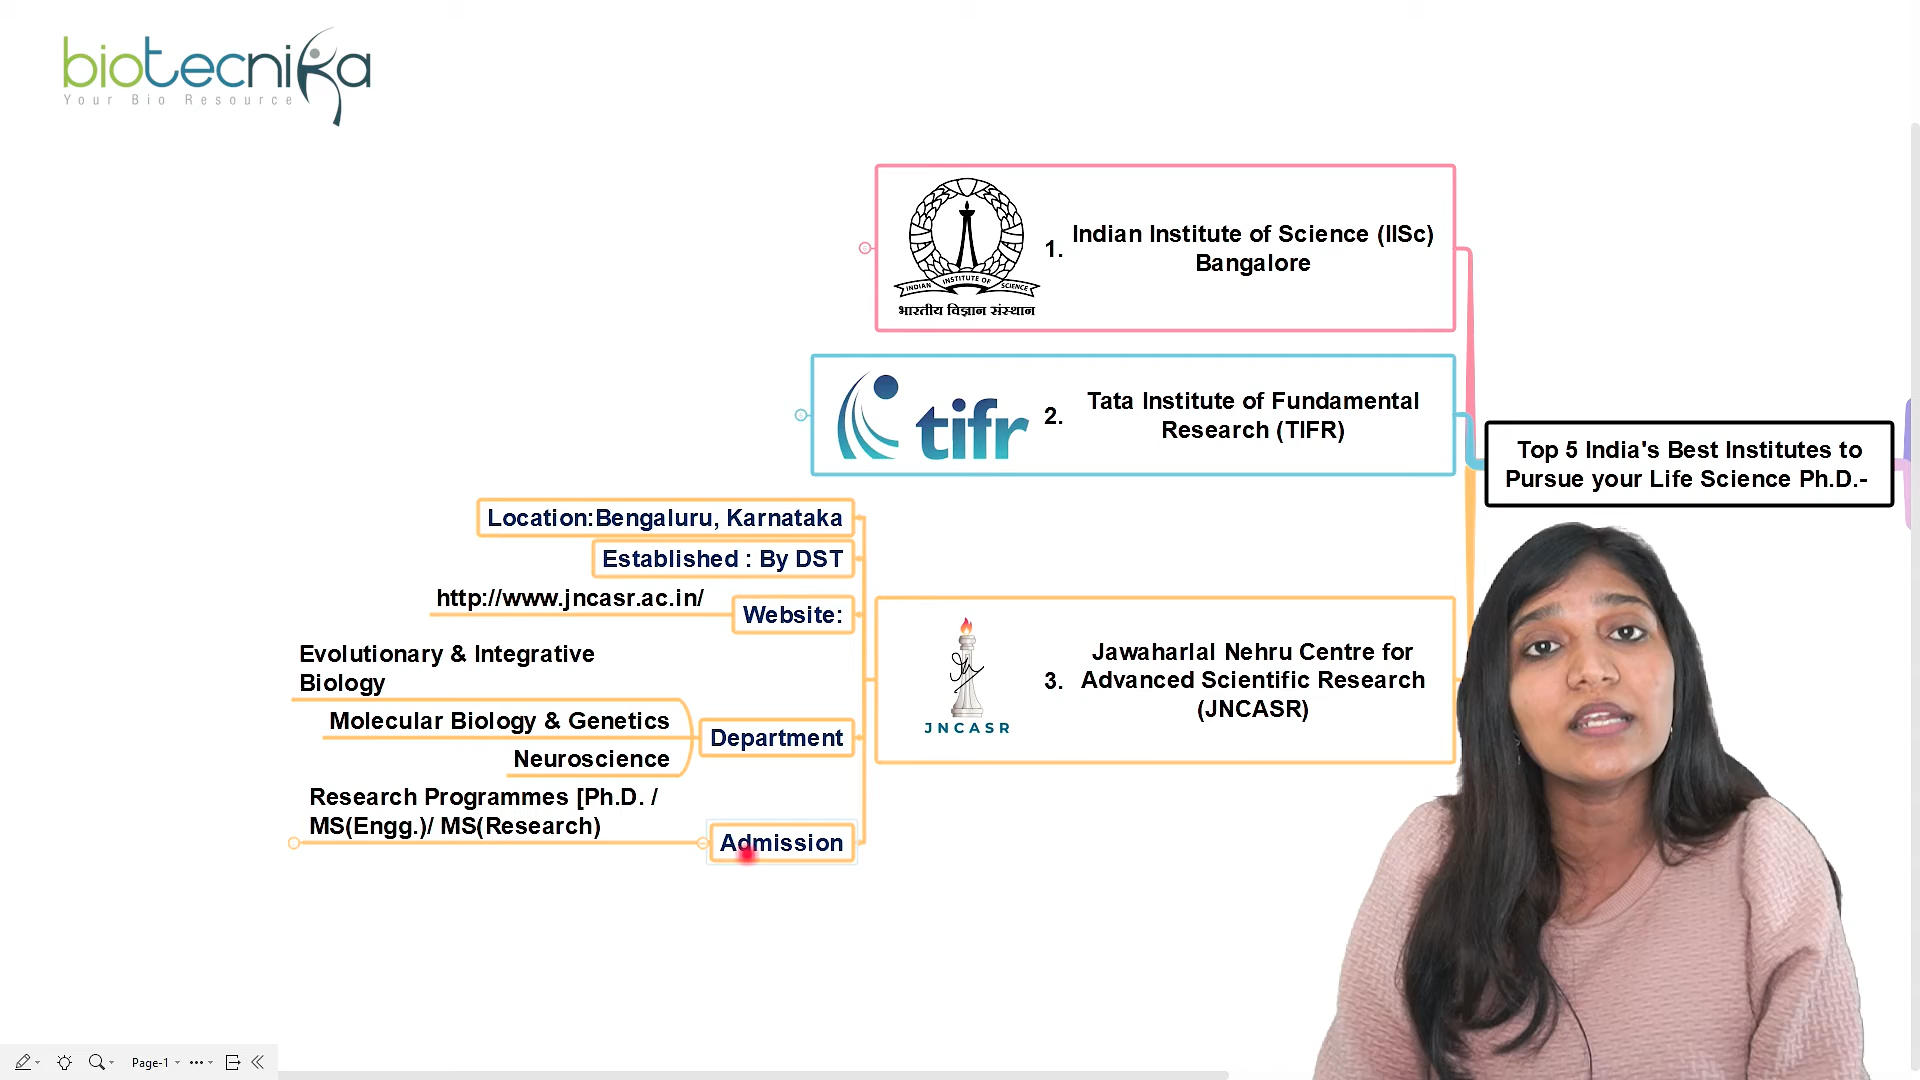 biotecnika
Your Bio Resource
INDIAN INSTITUTE OF SCIENCE
भारतीय विज्ञान संस्थान
1.
Indian Institute of Science (IISc)
Bangalore
tifr
2.
Tata Institute of Fundamental
Research (TIFR)
Top 5 India's Best Institutes to
Pursue your Life Science Ph.D.-
Location:Bengaluru, Karnataka
Established : By DST
http://www.jncasr.ac.in/
Website:
Evolutionary & Integrative
Biology
Molecular Biology & Genetics
Neuroscience
Department
Research Programmes [Ph.D. /
MS(Engg.)/ MS(Research)
Admission
JNCASR
3.
Jawaharlal Nehru Centre for
Advanced Scientific Research
(JNCASR)
Page-1